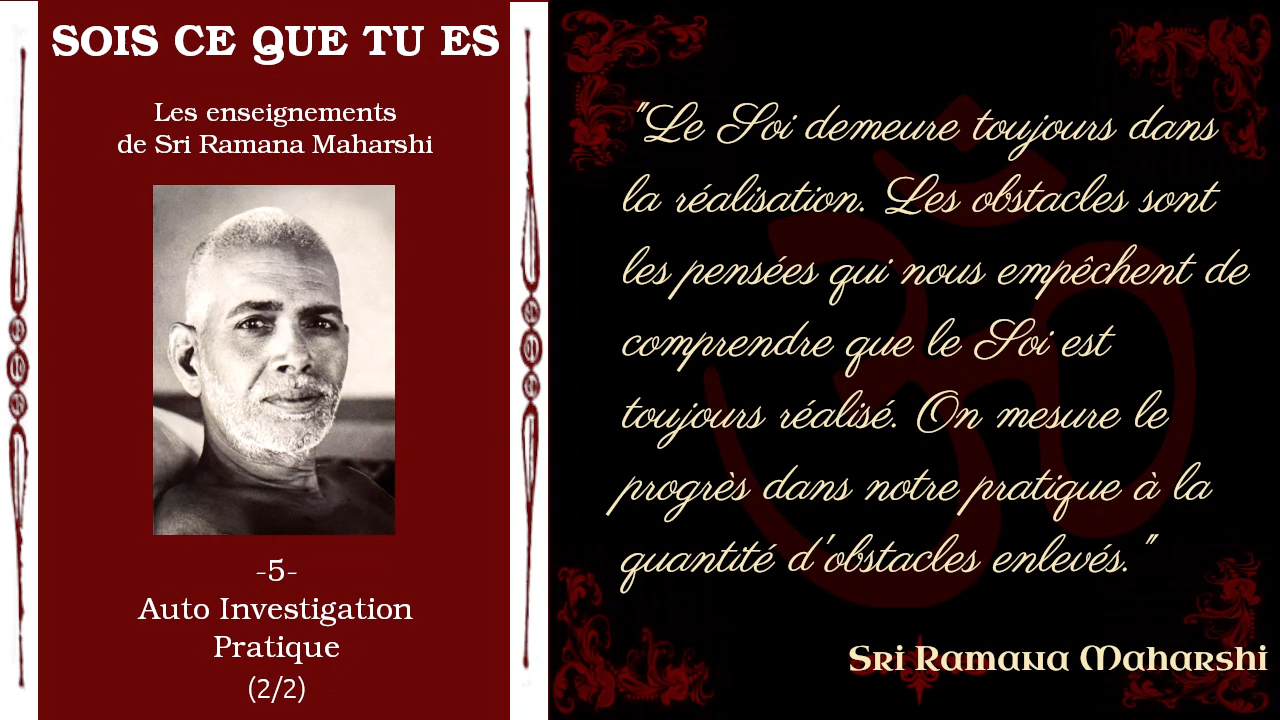 SOIS CE QUE TU ES
Les enseignements
de Sri Ramana Maharshi
-5-
Auto Investigation
Pratique
(2/2)
"Le Soi demeure toujours dans
la réalisation. Les obstacles sont
les pensées qui nous empêchent de
comprendre que le Soi est
toujours réalisé. On mesure le
progrès dans notre pratique à la
quantité d'obstacles enlevés."
Sri Ramana Maharshi